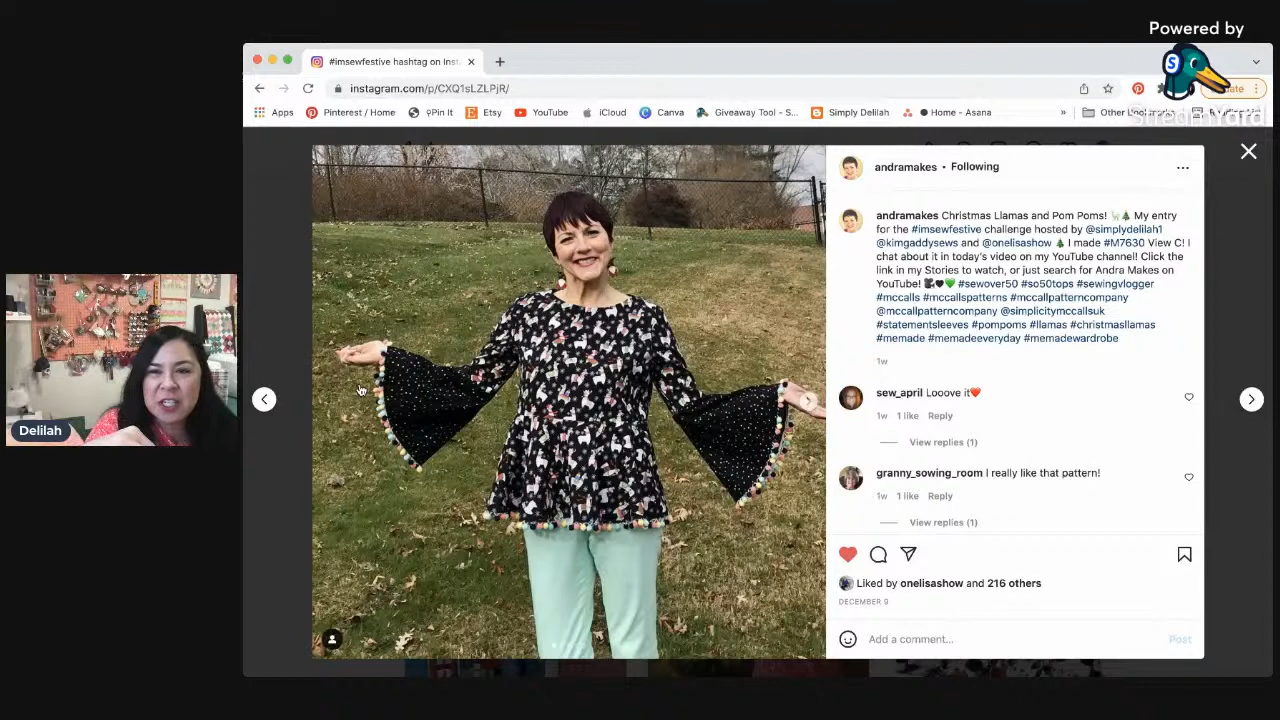 Powered by
S
#imsewfestive hashtag on Inst
instagram.com/p/CXQ1sLZLPjR/
Apps
Pinterest / Home
Pin It
Etsy
YouTube
iCloud
Canva
Giveaway Tool - S...
Simply Delilah
Home - Asana
»
StreamYard
andramakes • Following
andramakes Christmas Llamas and Pom Poms! 🦙🎄 My entry
for the #imsewfestive challenge hosted by @simplydelilah1
@kimgaddysews and @onelisashow 🎄 I made #M7630 View C! I
chat about it in today's video on my YouTube channel! Click the
link in my Stories to watch, or just search for Andra Makes on
YouTube! 📽🖤💚 #sewover50 #so50tops #sewingvlogger
#mccalls #mccallspatterns #mccallpatterncompany
@mccallpatterncompany @simplicitymccallsuk
#statementsleeves #pompoms #llamas #christmasllamas
#memade #memadeeveryday #memadewardrobe
1w
sew_april Looove it❤️
1w 1 like Reply
View replies (1)
granny_sowing_room I really like that pattern!
1w 1 like Reply
View replies (1)
Liked by onelisashow and 216 others
DECEMBER 9
Add a comment...
Post
Delilah